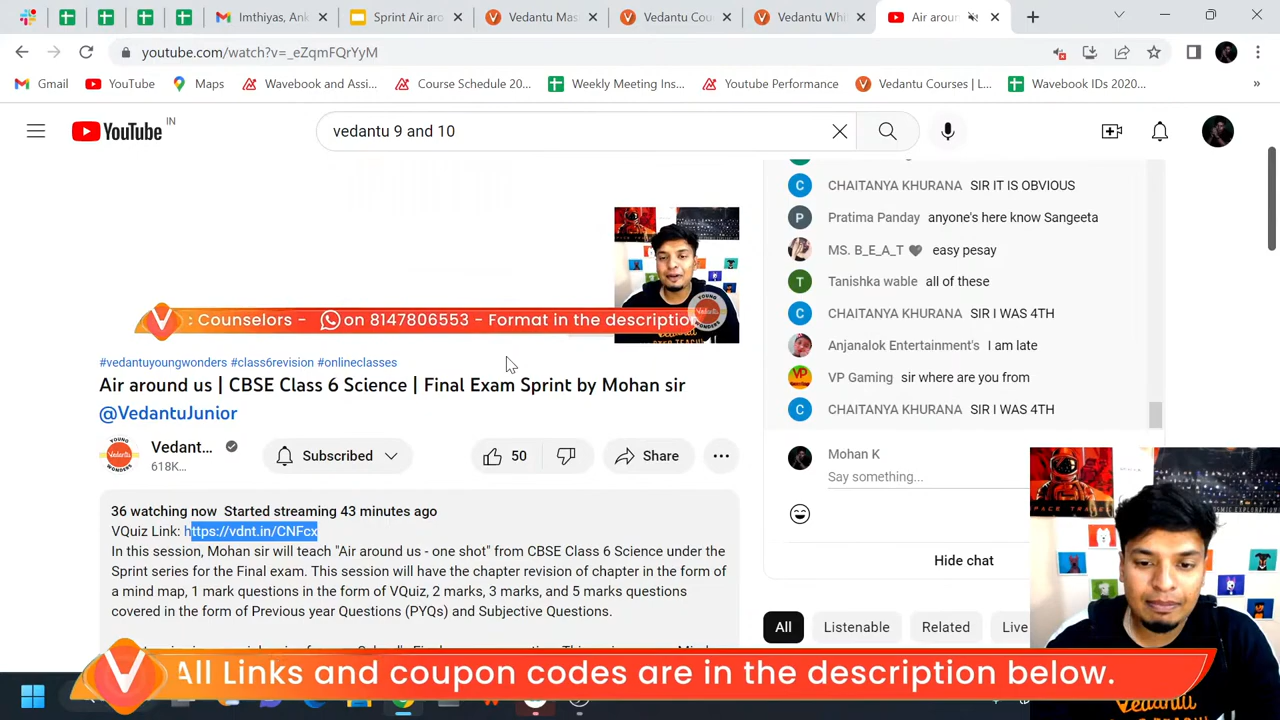 Imthiyas, Ank
Sprint Air aro
Vedantu Mas
Vedantu Cou
Vedantu Whi
Air aroun
youtube.com/watch?v=_eZqmFQrYyM
Gmail
YouTube
Maps
Wavebook and Assi...
Course Schedule 20...
Weekly Meeting Ins...
Youtube Performance
Vedantu Courses | L...
Wavebook IDs 2020...
»
YouTube IN
vedantu 9 and 10
CHAITANYA KHURANA SIR IT IS OBVIOUS
Pratima Panday anyone's here know Sangeeta
MS. B_E_A_T easy pesay
Tanishka wable all of these
CHAITANYA KHURANA SIR I WAS 4TH
Anjanalok Entertainment's I am late
VP Gaming sir where are you from
CHAITANYA KHURANA SIR I WAS 4TH
Mohan K
Say something...
Hide chat
All
Listenable
Related
Live
Counselors - on 8147806553 - Format in the description
YOUNG Vedantu WONDERS
#vedantuyoungwonders #class6revision #onlineclasses
Air around us | CBSE Class 6 Science | Final Exam Sprint by Mohan sir
@VedantuJunior
Vedant...
618K...
Subscribed
50
Share
36 watching now Started streaming 43 minutes ago
VQuiz Link: https://vdnt.in/CNFcx
In this session, Mohan sir will teach "Air around us - one shot" from CBSE Class 6 Science under the
Sprint series for the Final exam. This session will have the chapter revision of chapter in the form of
a mind map, 1 mark questions in the form of VQuiz, 2 marks, 3 marks, and 5 marks questions
covered in the form of Previous year Questions (PYQs) and Subjective Questions.
All Links and coupon codes are in the description below.
Vedantu